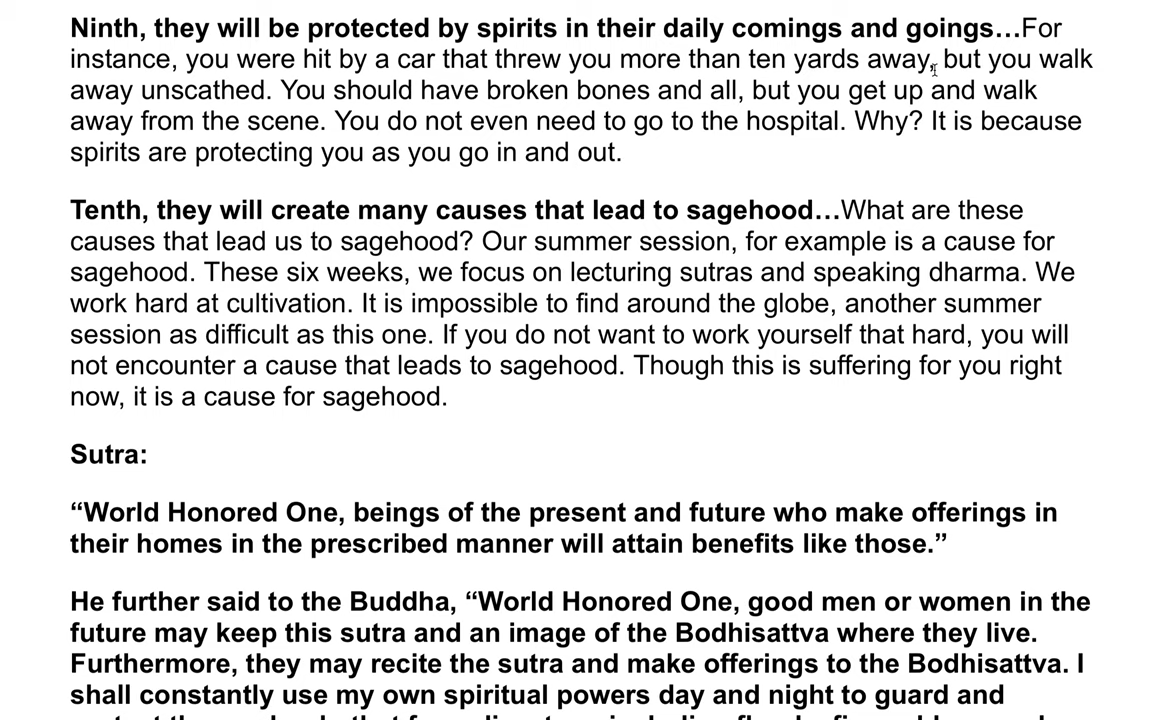 Ninth, they will be protected by spirits in their daily comings and goings…For
instance, you were hit by a car that threw you more than ten yards away, but you walk
away unscathed. You should have broken bones and all, but you get up and walk
away from the scene. You do not even need to go to the hospital. Why? It is because
spirits are protecting you as you go in and out.
Tenth, they will create many causes that lead to sagehood…What are these
causes that lead us to sagehood? Our summer session, for example is a cause for
sagehood. These six weeks, we focus on lecturing sutras and speaking dharma. We
work hard at cultivation. It is impossible to find around the globe, another summer
session as difficult as this one. If you do not want to work yourself that hard, you will
not encounter a cause that leads to sagehood. Though this is suffering for you right
now, it is a cause for sagehood.
Sutra:
“World Honored One, beings of the present and future who make offerings in
their homes in the prescribed manner will attain benefits like those.”
He further said to the Buddha, “World Honored One, good men or women in the
future may keep this sutra and an image of the Bodhisattva where they live.
Furthermore, they may recite the sutra and make offerings to the Bodhisattva. I
shall constantly use my own spiritual powers day and night to guard and